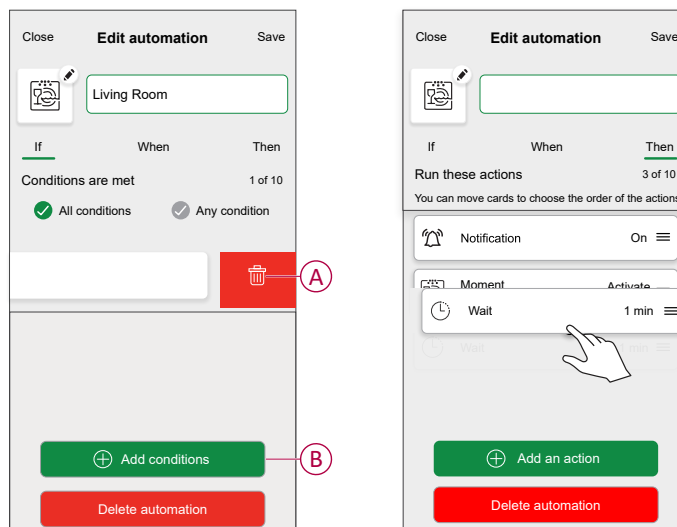 Close Edit automation Save
Living Room
If When Then
Conditions are met 1 of 10
All conditions Any condition
A
Add conditions
B
Delete automation
Close Edit automation Save
If When Then
Run these actions 3 of 10
You can move cards to choose the order of the actions
Notification On
Moment Activate
Wait 1 min
Wait min
Add an action
Delete automation